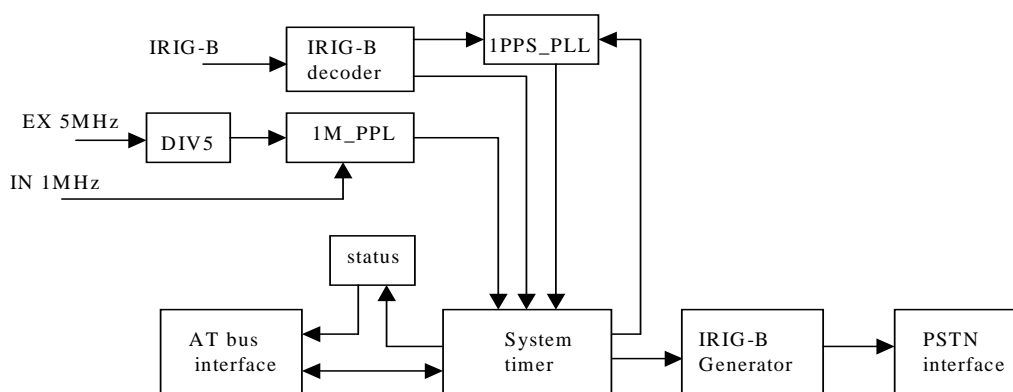 IRIG-B
IRIG-B
decoder
1PPS_PLL
EX 5MHz
DIV5
1M_PPL
IN 1MHz
status
AT bus
interface
System
timer
IRIG-B
Generator
PSTN
interface